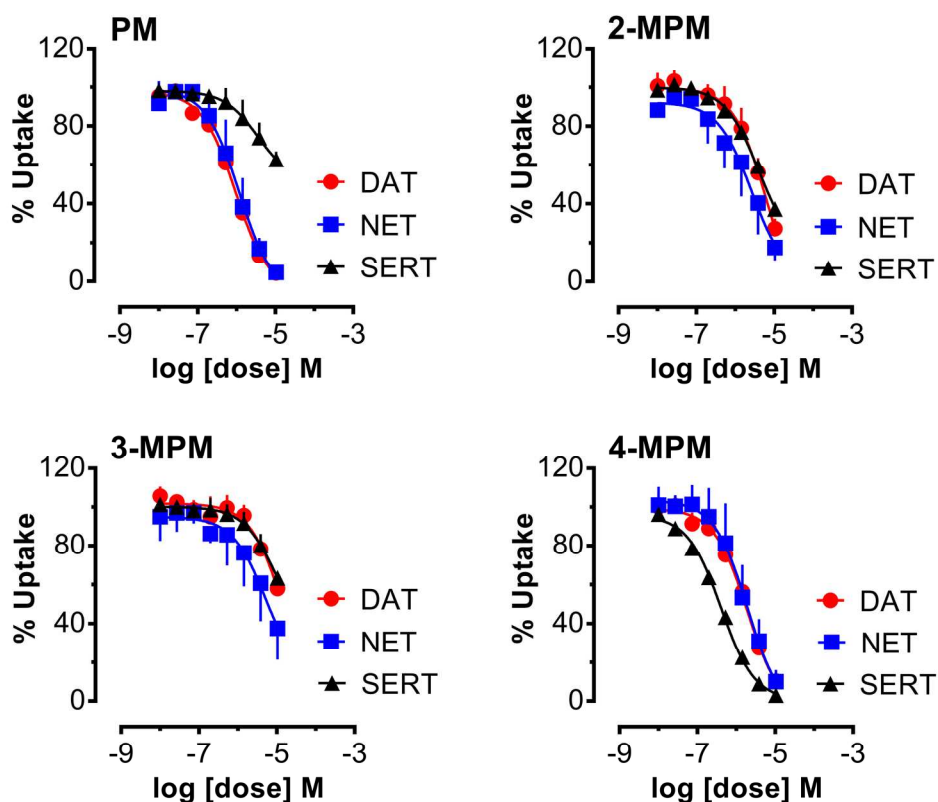 PM
120
80
40
0
% Uptake
DAT
NET
SERT
-9 -7 -5 -3
log [dose] M
2-MPM
120
80
40
0
% Uptake
DAT
NET
SERT
-9 -7 -5 -3
log [dose] M
3-MPM
120
80
40
0
% Uptake
DAT
NET
SERT
-9 -7 -5 -3
log [dose] M
4-MPM
120
80
40
0
% Uptake
DAT
NET
SERT
-9 -7 -5 -3
log [dose] M